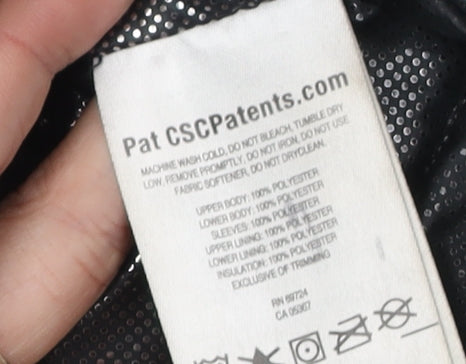 Pat CSCPatents.com
MACHINE WASH COLD, DO NOT BLEACH, TUMBLE DRY
LOW, REMOVE PROMPTLY, DO NOT IRON, DO NOT USE
FABRIC SOFTENER, DO NOT DRYCLEAN.
UPPER BODY: 100% POLYESTER
LOWER BODY: 100% POLYESTER
SLEEVES: 100% POLYESTER
UPPER LINING: 100% POLYESTER
LOWER LINING: 100% POLYESTER
INSULATION: 100% POLYESTER
EXCLUSIVE OF TRIMMING
RN 69724
CA 05367